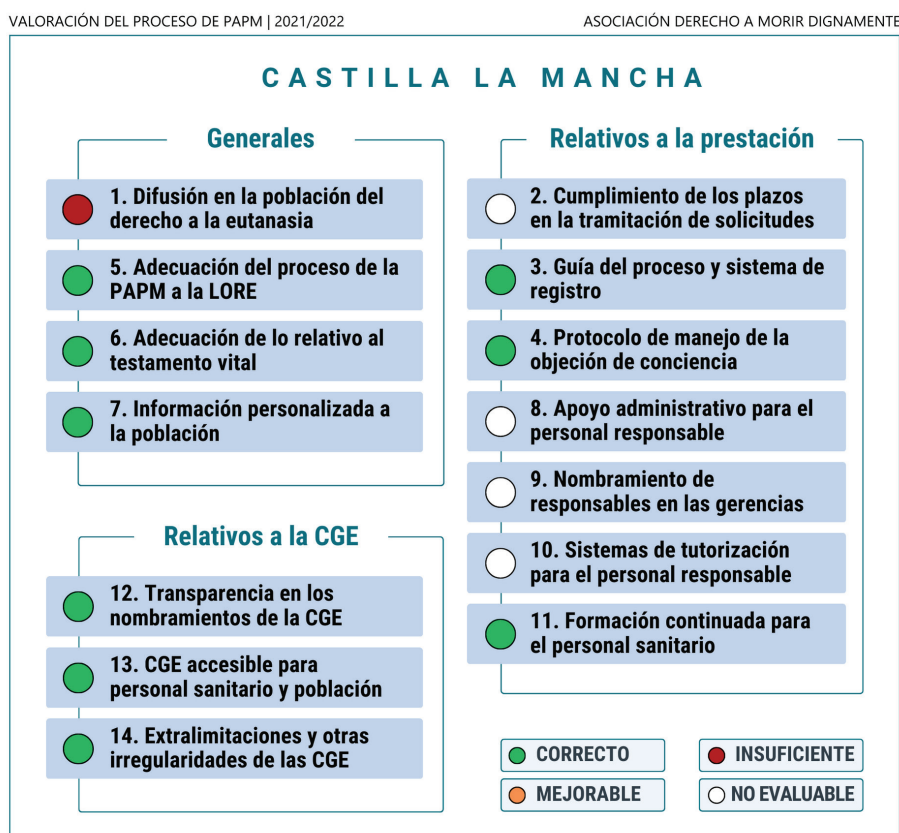 VALORACIÓN DEL PROCESO DE PAPM | 2021/2022
ASOCIACIÓN DERECHO A MORIR DIGNAMENTE
CASTILLA LA MANCHA
Generales
1. Difusión en la población del
derecho a la eutanasia
5. Adecuación del proceso de la
PAPM a la LORE
6. Adecuación de lo relativo al
testamento vital
7. Información personalizada a
la población
Relativos a la CGE
12. Transparencia en los
nombramientos de la CGE
13. CGE accesible para
personal sanitario y población
14. Extralimitaciones y otras
irregularidades de las CGE
Relativos a la prestación
2. Cumplimiento de los plazos
en la tramitación de solicitudes
3. Guía del proceso y sistema de
registro
4. Protocolo de manejo de la
objeción de conciencia
8. Apoyo administrativo para el
personal responsable
9. Nombramiento de
responsables en las gerencias
10. Sistemas de tutorización
para el personal responsable
11. Formación continuada para
el personal sanitario
CORRECTO
INSUFICIENTE
MEJORABLE
NO EVALUABLE